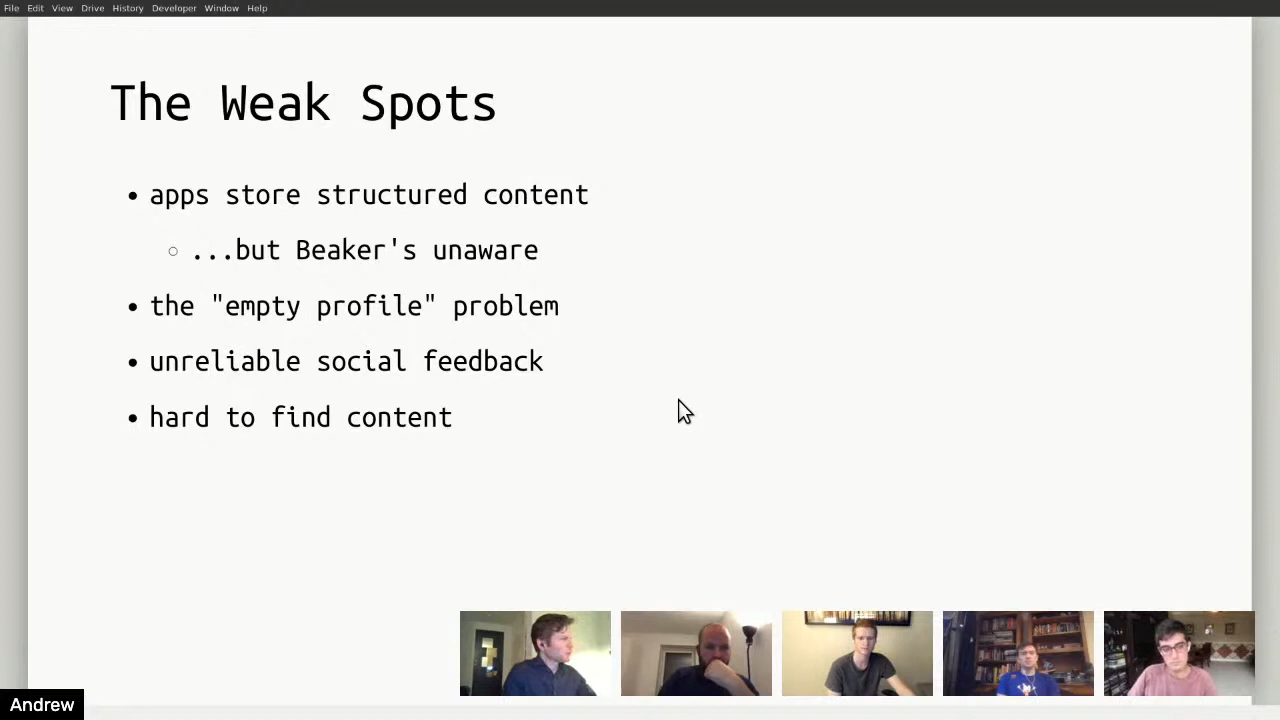 File Edit View Drive History Developer Window Help
The Weak Spots
• apps store structured content
○ ...but Beaker's unaware
• the "empty profile" problem
• unreliable social feedback
• hard to find content
Andrew